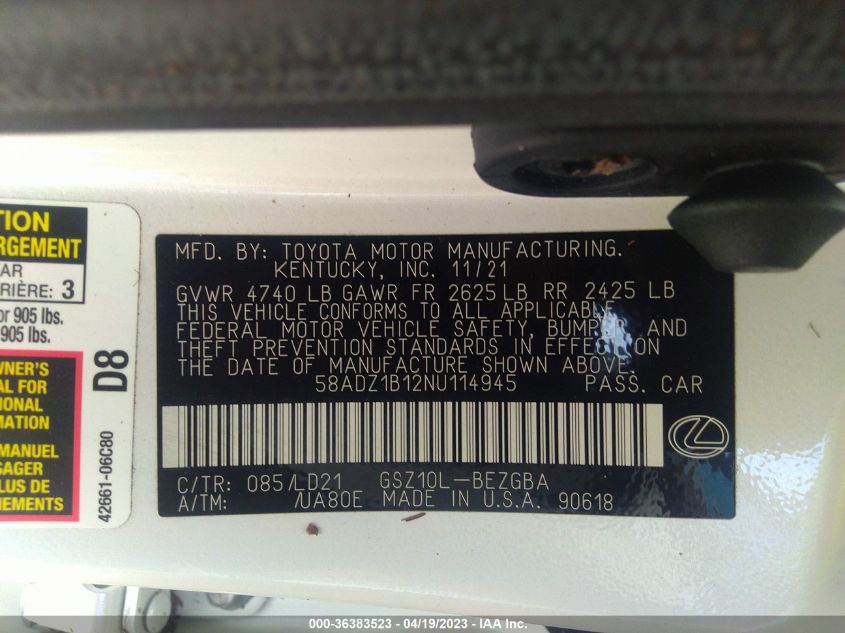 TION
RGEMENT
AR
RIÈRE: 3
or 905 lbs.
905 lbs.
WNER'S
AL FOR
IONAL
MATION
MANUEL
SAGER
LUS DE
NEMENTS
D8
42661-06C80
MFD. BY: TOYOTA MOTOR MANUFACTURING.
KENTUCKY, INC. 11/21
GVWR 4740 LB GAWR FR 2625 LB RR 2425 LB
THIS VEHICLE CONFORMS TO ALL APPLICABLE
FEDERAL MOTOR VEHICLE SAFETY, BUMPER, AND
THEFT PREVENTION STANDARDS IN EFFECT ON
THE DATE OF MANUFACTURE SHOWN ABOVE.
58ADZ1B12NU114945 PASS. CAR
C/TR: 085/LD21 GSZ10L-BEZGBA
A/TM: /UA80E MADE IN U.S.A. 90618
000-36383523 - 04/19/2023 - IAA Inc.